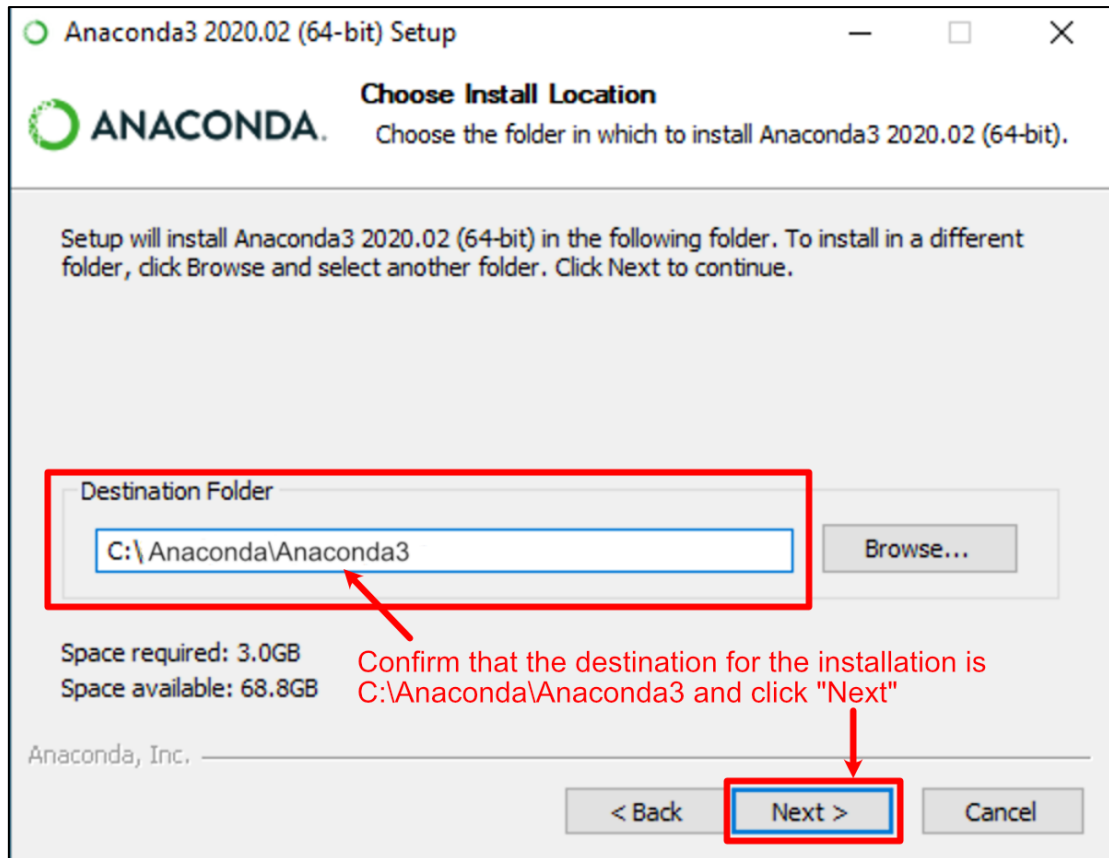 Anaconda3 2020.02 (64-bit) Setup
ANACONDA.
Choose Install Location
Choose the folder in which to install Anaconda3 2020.02 (64-bit).
Setup will install Anaconda3 2020.02 (64-bit) in the following folder. To install in a different
folder, click Browse and select another folder. Click Next to continue.
Destination Folder
C:\ Anaconda\Anaconda3
Browse...
Space required: 3.0GB
Space available: 68.8GB
Confirm that the destination for the installation is
C:\Anaconda\Anaconda3 and click "Next"
Anaconda, Inc.
< Back
Next >
Cancel